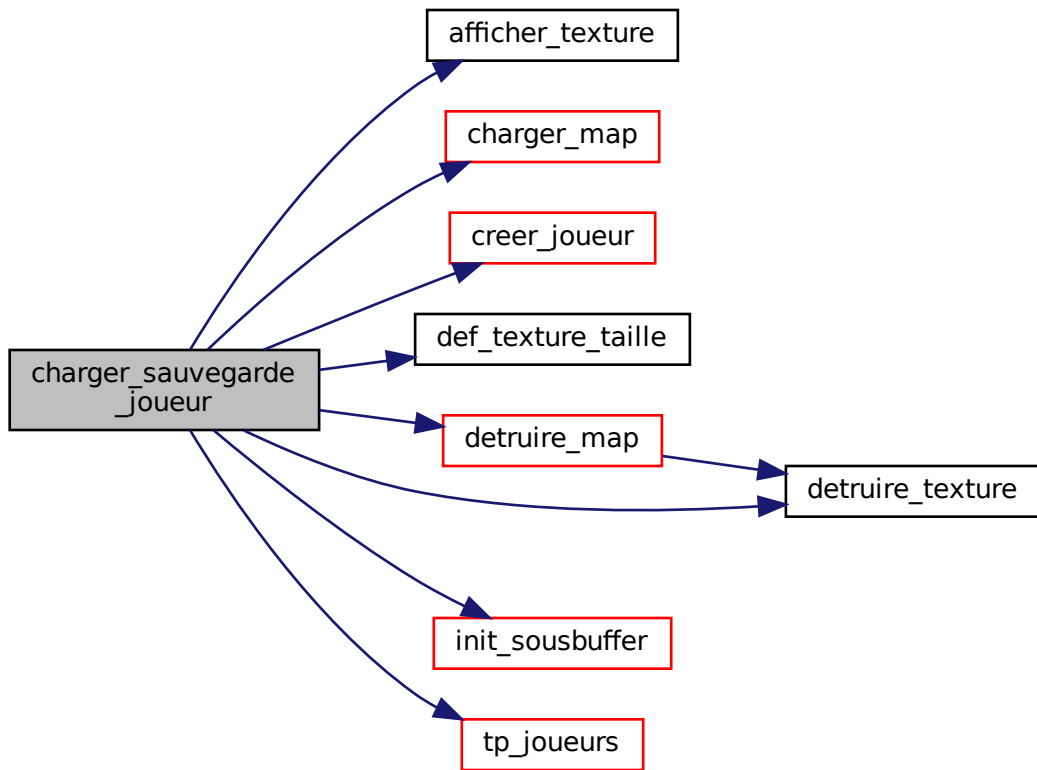 afficher_texture
charger_map
creer_joueur
def_texture_taille
charger_sauvegarde
_joueur
detruire_map
detruire_texture
init_sousbuffer
tp_joueurs